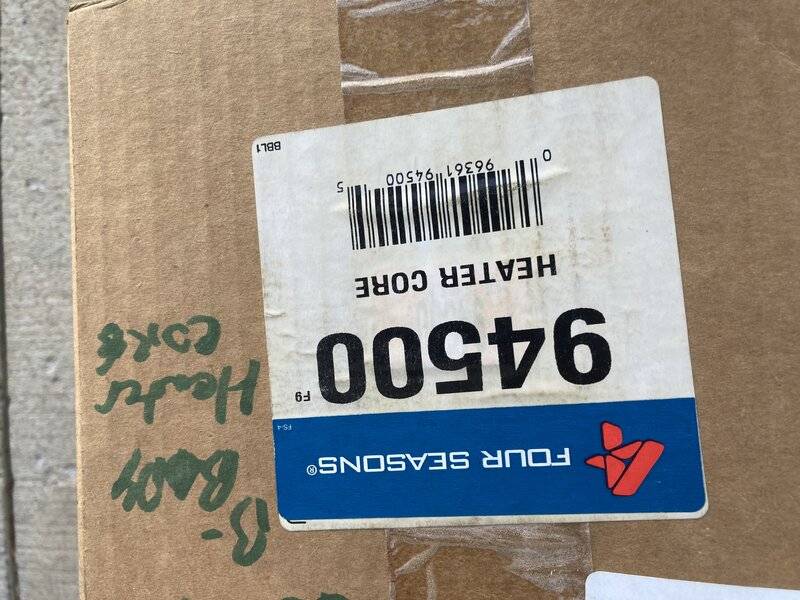 FOUR SEASONS®
FS-4
94500
F9
HEATER CORE
0 96361 94500 5
BBL1
B-
BODY
Heater
CORE